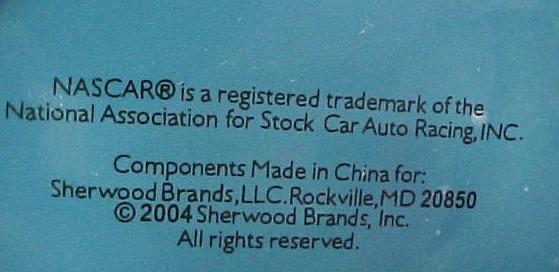 NASCAR® is a registered trademark of the
National Association for Stock Car Auto Racing, INC.
Components Made in China for:
Sherwood Brands, LLC. Rockville, MD 20850
© 2004 Sherwood Brands, Inc.
All rights reserved.